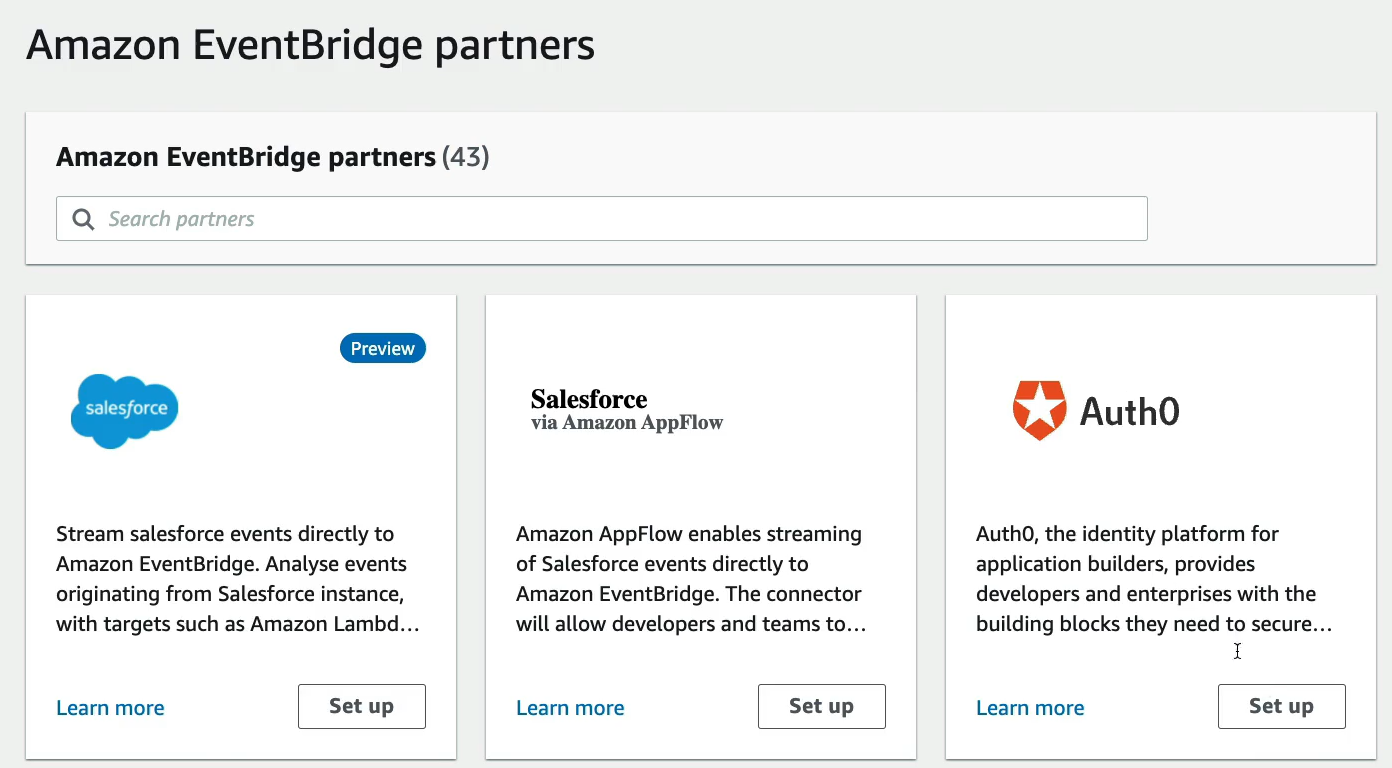 Amazon EventBridge partners
Amazon EventBridge partners (43)
Search partners
Preview
salesforce
Stream salesforce events directly to
Amazon EventBridge. Analyse events
originating from Salesforce instance,
with targets such as Amazon Lambd...
Learn more
Set up
Salesforce
via Amazon AppFlow
Amazon AppFlow enables streaming
of Salesforce events directly to
Amazon EventBridge. The connector
will allow developers and teams to...
Learn more
Set up
Auth0
Auth0, the identity platform for
application builders, provides
developers and enterprises with the
building blocks they need to secure...
Learn more
Set up